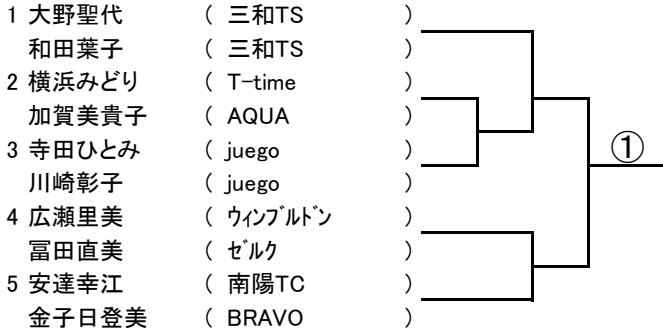 1 大野聖代 ( 三和TS )
和田葉子 ( 三和TS )
2 横浜みどり ( T-time )
加賀美貴子 ( AQUA )
3 寺田ひとみ ( juego )
川崎彰子 ( juego )
①
4 広瀬里美 ( ウィンブルドン )
冨田直美 ( ゼルク )
5 安達幸江 ( 南陽TC )
金子日登美 ( BRAVO )